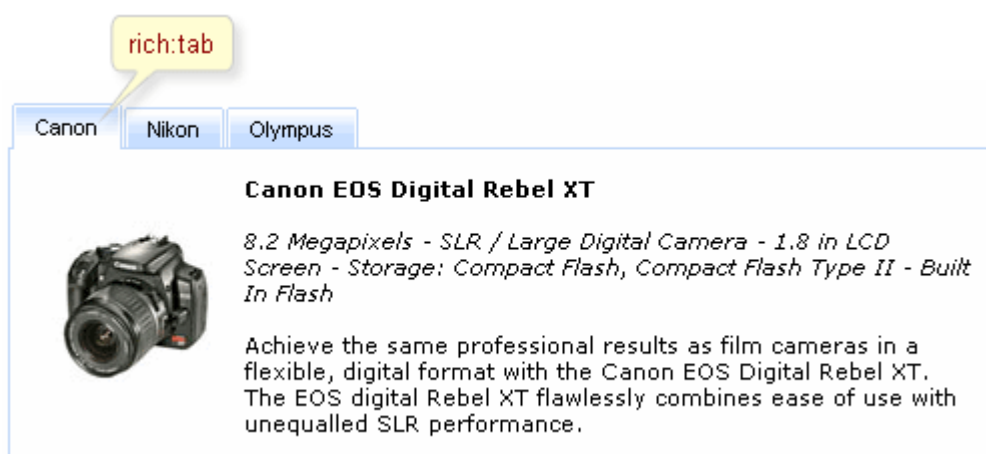 rich:tab
Canon Nikon Olympus
Canon EOS Digital Rebel XT
8.2 Megapixels - SLR / Large Digital Camera - 1.8 in LCD
Screen - Storage: Compact Flash, Compact Flash Type II - Built
In Flash
Achieve the same professional results as film cameras in a
flexible, digital format with the Canon EOS Digital Rebel XT.
The EOS digital Rebel XT flawlessly combines ease of use with
unequalled SLR performance.